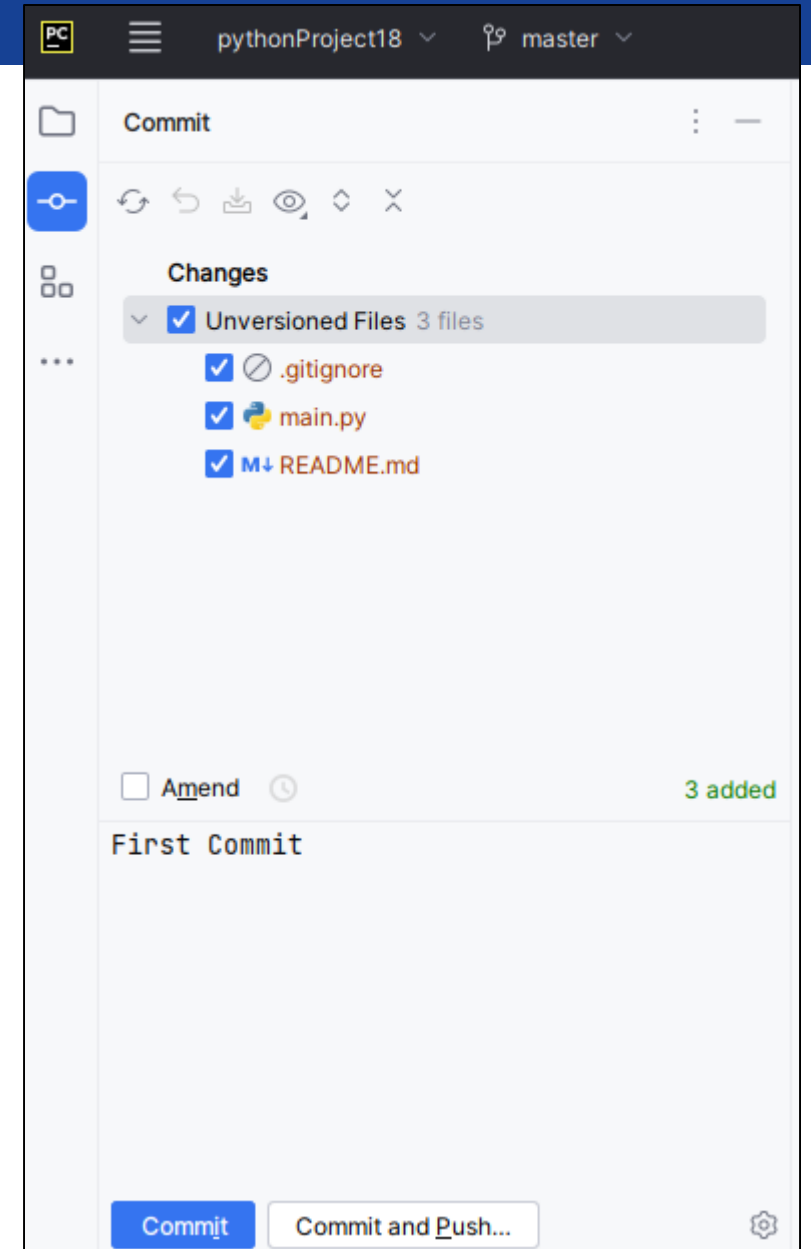 PC pythonProject18 master
Commit
Changes
Unversioned Files 3 files
.gitignore
main.py
M↓ README.md
Amend 3 added
First Commit
Commit Commit and Push...